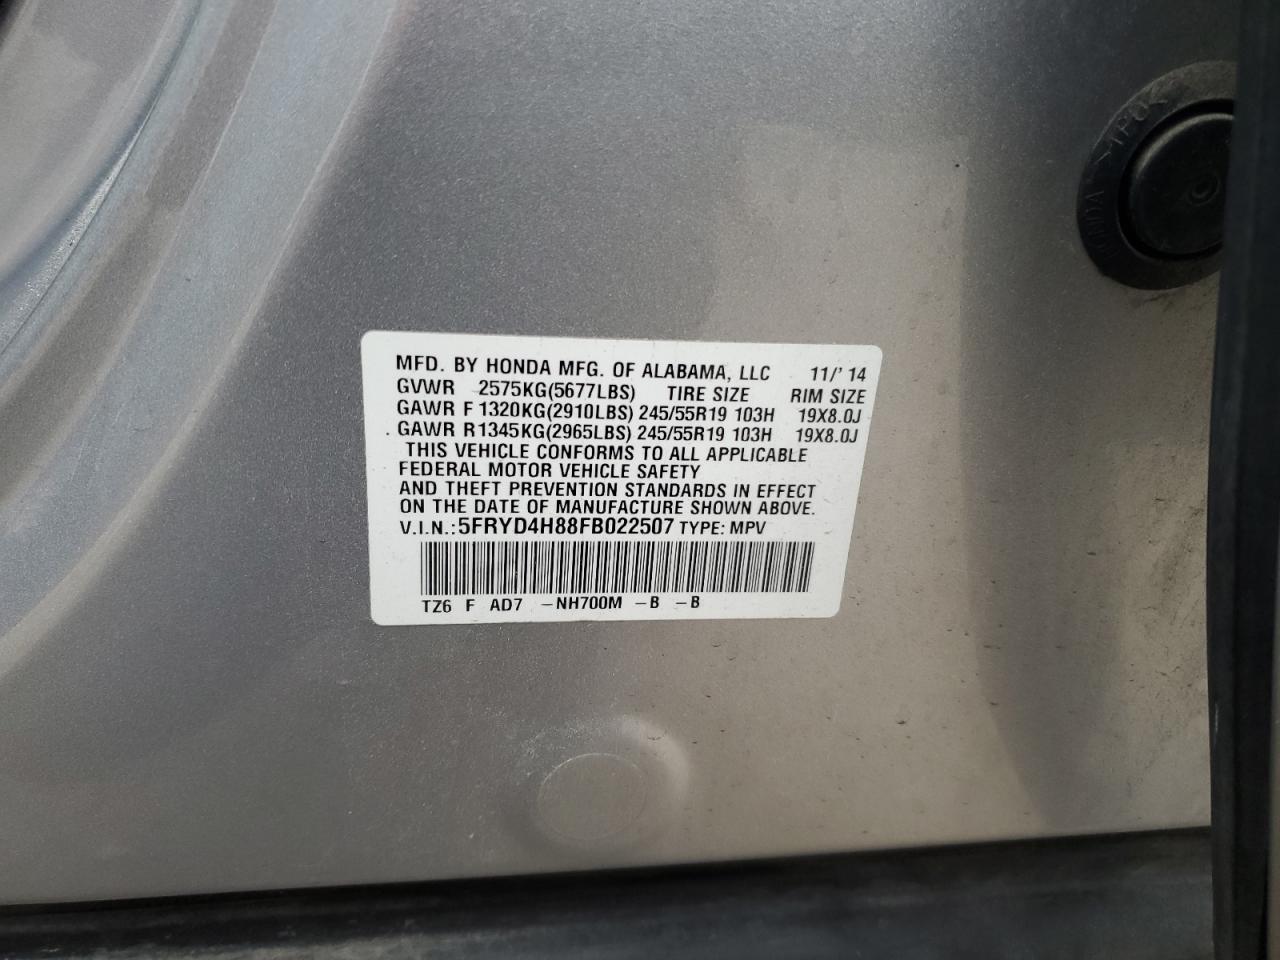 HONDA >TPO<
MFD. BY HONDA MFG. OF ALABAMA, LLC 11/'14
GVWR 2575KG(5677LBS) TIRE SIZE RIM SIZE
GAWR F 1320KG(2910LBS) 245/55R19 103H 19X8.0J
GAWR R1345KG(2965LBS) 245/55R19 103H 19X8.0J
THIS VEHICLE CONFORMS TO ALL APPLICABLE
FEDERAL MOTOR VEHICLE SAFETY
AND THEFT PREVENTION STANDARDS IN EFFECT
ON THE DATE OF MANUFACTURE SHOWN ABOVE.
V.I.N.: 5FRYD4H88FB022507 TYPE: MPV
TZ6 F AD7 -NH700M -B -B